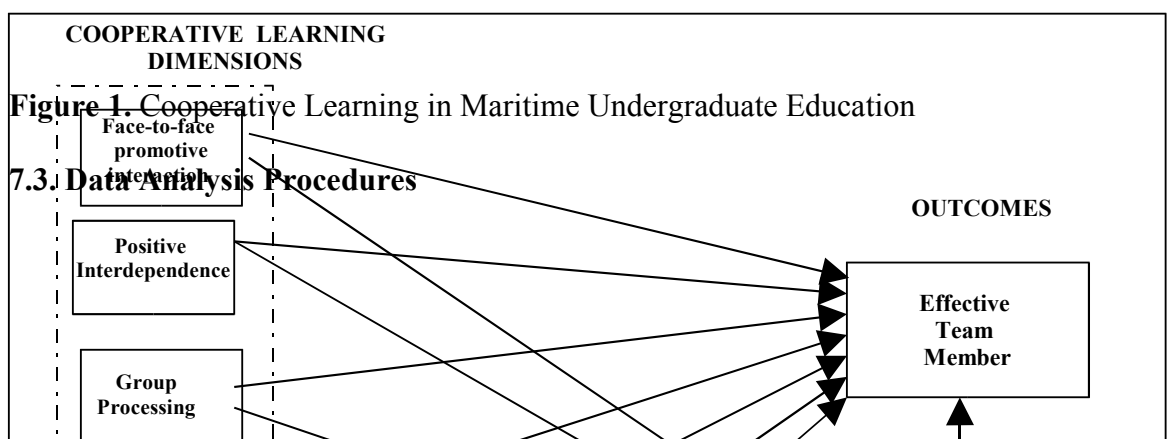 COOPERATIVE LEARNING
DIMENSIONS
Figure 1. Cooperative Learning in Maritime Undergraduate Education
Face-to-face
promotive
interaction
7.3. Data Analysis Procedures
OUTCOMES
Positive
Interdependence
Effective
Team
Member
Group
Processing